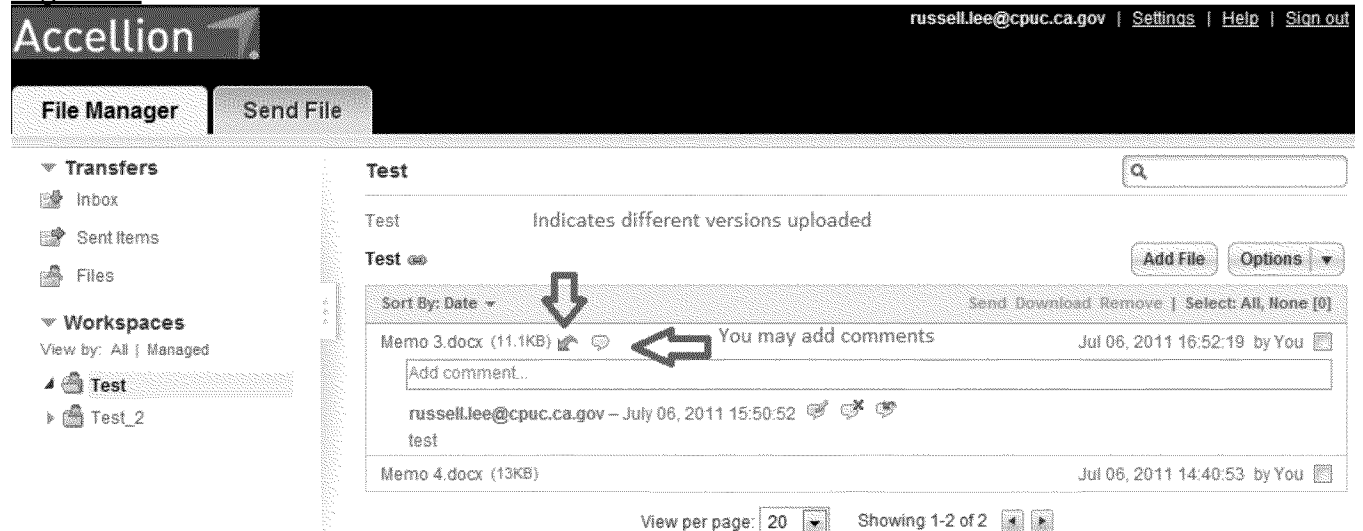 russell.lee@cpuc.ca.gov | Settings | Help | Sign out
Accellion
File Manager
Send File
Transfers
Inbox
Sent Items
Files
Workspaces
View by: All | Managed
Test
Test_2
Test
Test
Indicates different versions uploaded
Test
Add File
Options
Sort By: Date
Send Download Remove | Select: All, None [0]
Memo 3.docx (11.1KB)
You may add comments
Jul 06, 2011 16:52:19 by You
Add comment...
russell.lee@cpuc.ca.gov – July 06, 2011 15:50:52
test
Memo 4.docx (13KB)
Jul 06, 2011 14:40:53 by You
View per page: 20
Showing 1-2 of 2